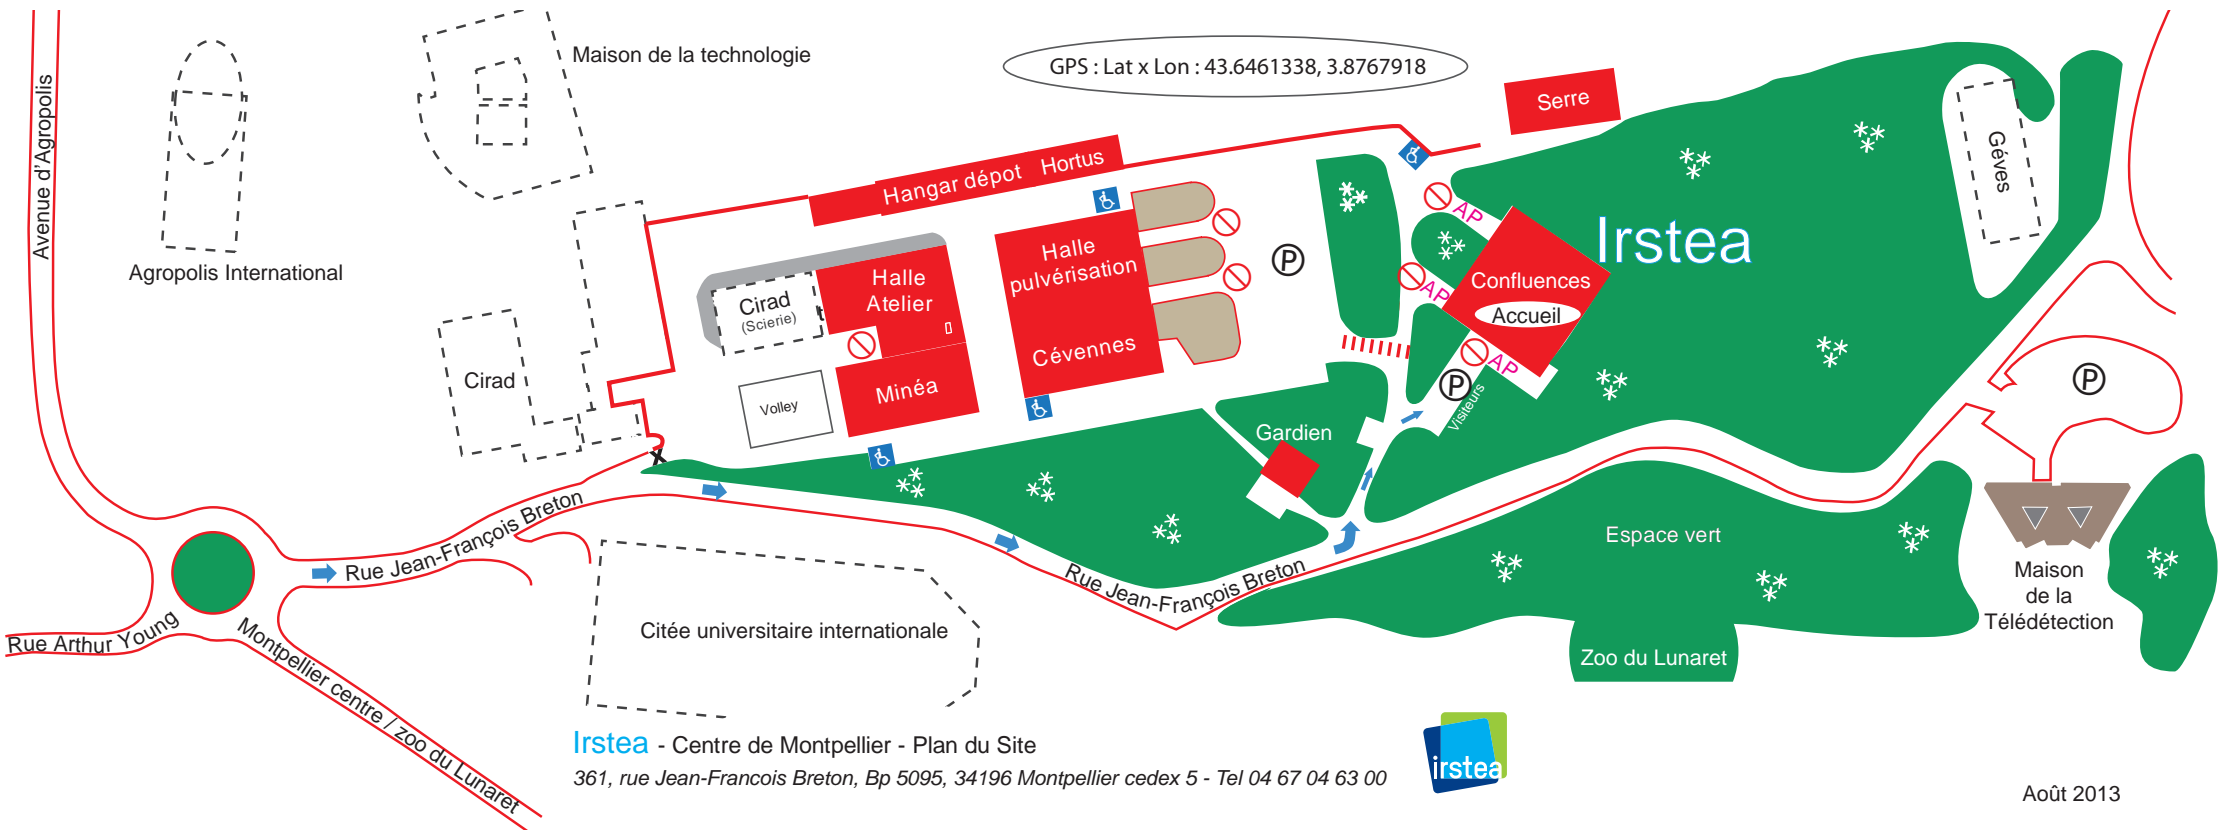 Maison de la technologie
GPS : Lat x Lon : 43.6461338, 3.8767918
Serre
Avenue d'Agropolis
Agropolis International
Hangar dépôt Hortus
Géves
AP
Irstea
Halle
pulvérisation
Cévennes
Halle
Atelier
Cirad
(Scierie)
t
P
AP
Confluences
Accueil
AP
P
Visiteurs
P
Cirad
Volley
Minéa
Gardien
X
Rue Jean-François Breton
Rue Jean-François Breton
Espace vert
Maison
de la
Télédétection
Rue Arthur Young
Montpellier centre / zoo du Lunaret
Citée universitaire internationale
Zoo du Lunaret
Irstea - Centre de Montpellier - Plan du Site
361, rue Jean-Francois Breton, Bp 5095, 34196 Montpellier cedex 5 - Tel 04 67 04 63 00
irstea
Août 2013